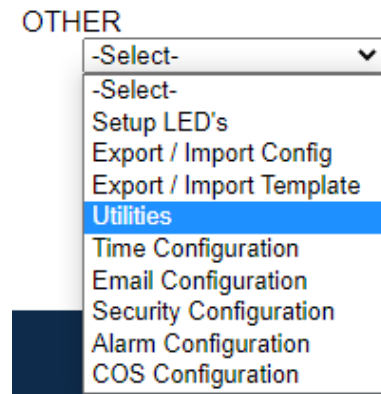 OTHER
-Select-
-Select-
Setup LED's
Export / Import Config
Export / Import Template
Utilities
Time Configuration
Email Configuration
Security Configuration
Alarm Configuration
COS Configuration